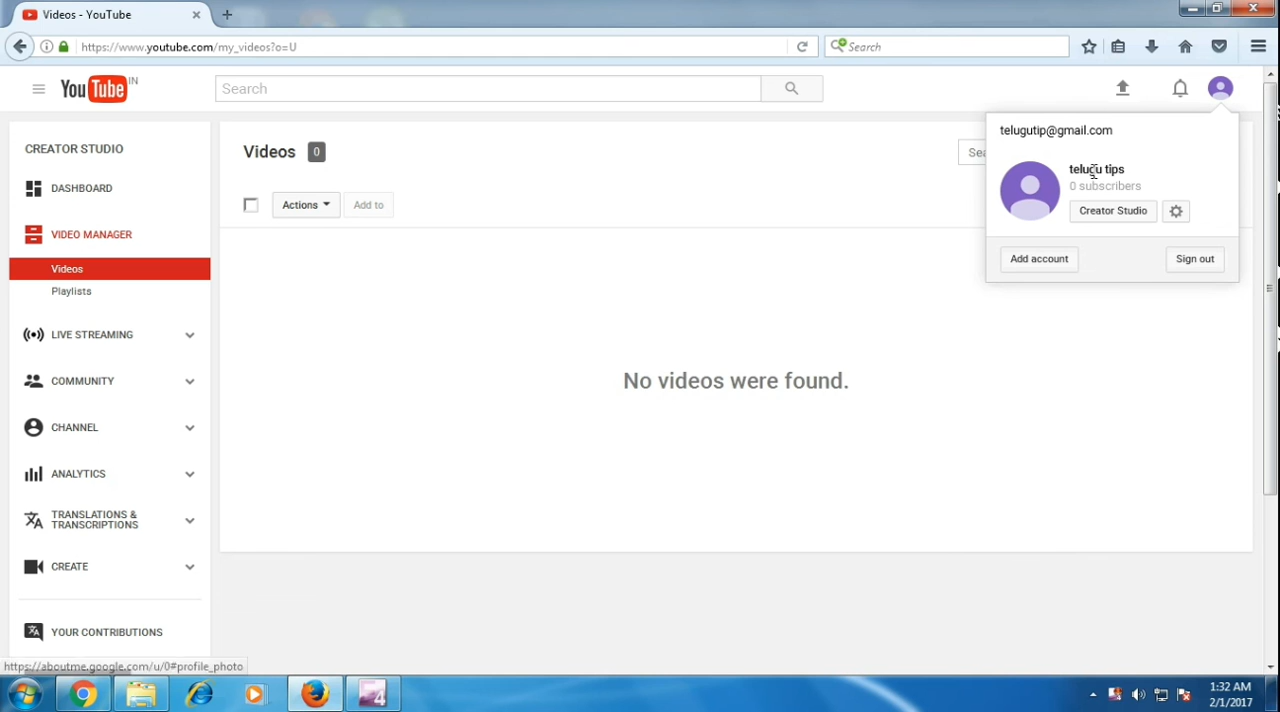 Videos - YouTube
https://www.youtube.com/my_videos?o=U
Search
YouTube IN
Search
telugutip@gmail.com
telugu tips
0 subscribers
Creator Studio
Add account
Sign out
CREATOR STUDIO
DASHBOARD
VIDEO MANAGER
Videos
Playlists
LIVE STREAMING
COMMUNITY
CHANNEL
ANALYTICS
TRANSLATIONS &
TRANSCRIPTIONS
CREATE
YOUR CONTRIBUTIONS
Videos 0
Sea
Actions
Add to
No videos were found.
https://aboutme.google.com/u/0#profile_photo
1:32 AM
2/1/2017